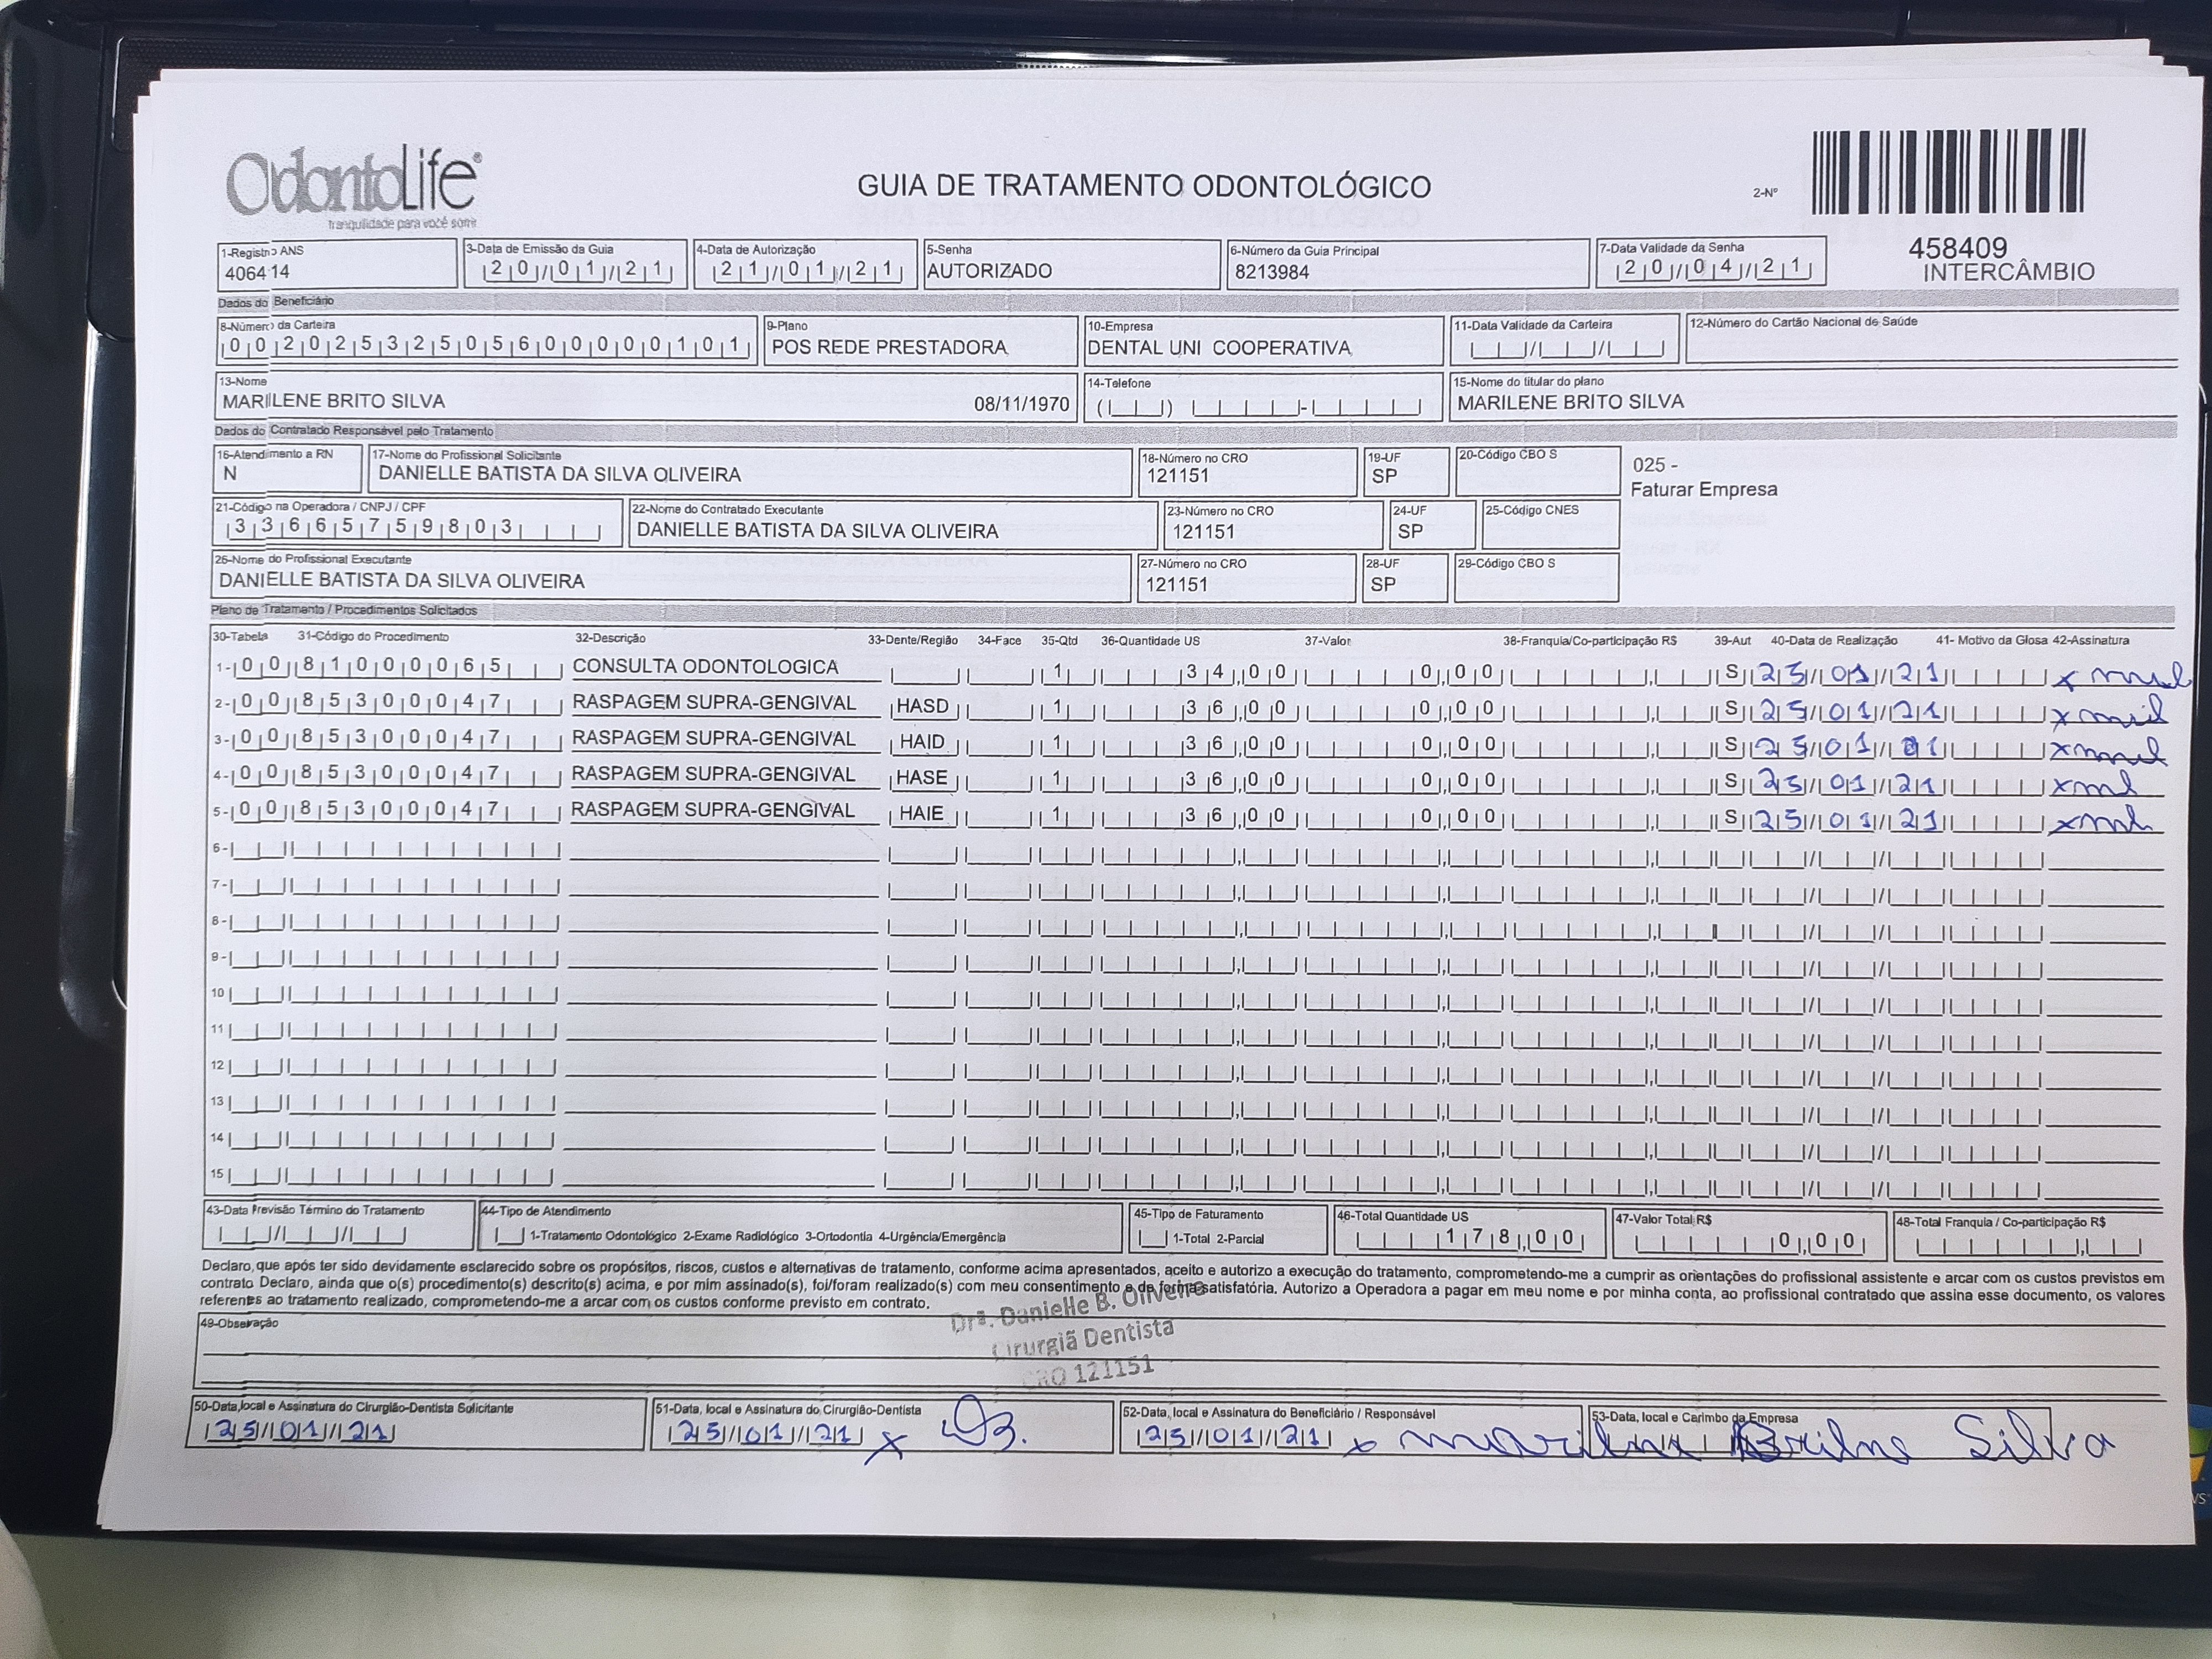 OdontoLife®
tranquilidade para você sorrir
GUIA DE TRATAMENTO ODONTOLÓGICO
2-Nº
458409
INTERCÂMBIO
1-Registro ANS
406414
3-Data de Emissão da Guia
20/01/21
4-Data de Autorização
21/01/21
5-Senha
AUTORIZADO
6-Número da Guia Principal
8213984
7-Data Validade da Senha
20/04/21
Dados do Beneficiário
8-Número da Carteira
00202532505600000101
9-Plano
POS REDE PRESTADORA
10-Empresa
DENTAL UNI COOPERATIVA
11-Data Validade da Carteira
12-Número do Cartão Nacional de Saúde
13-Nome
MARILENE BRITO SILVA 08/11/1970
14-Telefone
15-Nome do titular do plano
MARILENE BRITO SILVA
Dados do Contratado Responsável pelo Tratamento
16-Atendimento a RN
N
17-Nome do Profissional Solicitante
DANIELLE BATISTA DA SILVA OLIVEIRA
18-Número no CRO
121151
19-UF
SP
20-Código CBO S
025 -
Faturar Empresa
21-Código na Operadora / CNPJ / CPF
33665759803
22-Nome do Contratado Executante
DANIELLE BATISTA DA SILVA OLIVEIRA
23-Número no CRO
121151
24-UF
SP
25-Código CNES
26-Nome do Profissional Executante
DANIELLE BATISTA DA SILVA OLIVEIRA
27-Número no CRO
121151
28-UF
SP
29-Código CBO S
Plano de Tratamento / Procedimentos Solicitados
30-Tabela 31-Código do Procedimento 32-Descrição 33-Dente/Região 34-Face 35-Qtd 36-Quantidade US 37-Valor 38-Franquia/Co-participação R$ 39-Aut 40-Data de Realização 41- Motivo da Glosa 42-Assinatura
1- 00 81000065 CONSULTA ODONTOLOGICA 1 34,00 0,00 S 25/01/21 x
2- 00 85300047 RASPAGEM SUPRA-GENGIVAL HASD 1 36,00 0,00 S 25/01/21 x
3- 00 85300047 RASPAGEM SUPRA-GENGIVAL HAID 1 36,00 0,00 S 25/01/21 x
4- 00 85300047 RASPAGEM SUPRA-GENGIVAL HASE 1 36,00 0,00 S 25/01/21 x
5- 00 85300047 RASPAGEM SUPRA-GENGIVAL HAIE 1 36,00 0,00 S 25/01/21 x
6-
7-
8-
9-
10
11
12
13
14
15
43-Data Previsão Término do Tratamento
44-Tipo de Atendimento
1-Tratamento Odontológico 2-Exame Radiológico 3-Ortodontia 4-Urgência/Emergência
45-Tipo de Faturamento
1-Total 2-Parcial
46-Total Quantidade US
178,00
47-Valor Total R$
0,00
48-Total Franquia / Co-participação R$
Declaro, que após ter sido devidamente esclarecido sobre os propósitos, riscos, custos e alternativas de tratamento, conforme acima apresentados, aceito e autorizo a execução do tratamento, comprometendo-me a cumprir as orientações do profissional assistente e arcar com os custos previstos em
contrato Declaro, ainda que o(s) procedimento(s) descrito(s) acima, e por mim assinado(s), foi/foram realizado(s) com meu consentimento e de forma satisfatória. Autorizo a Operadora a pagar em meu nome e por minha conta, ao profissional contratado que assina esse documento, os valores
referentes ao tratamento realizado, comprometendo-me a arcar com os custos conforme previsto em contrato.
49-Observação
Drª. Danielle B. Oliveira
Cirurgiã Dentista
CRO 121151
50-Data,local e Assinatura do Cirurgião-Dentista Solicitante
25/01/21
51-Data, local e Assinatura do Cirurgião-Dentista
25/01/21 x
52-Data, local e Assinatura do Beneficiário / Responsável
25/01/21 x
53-Data, local e Carimbo da Empresa
Silva